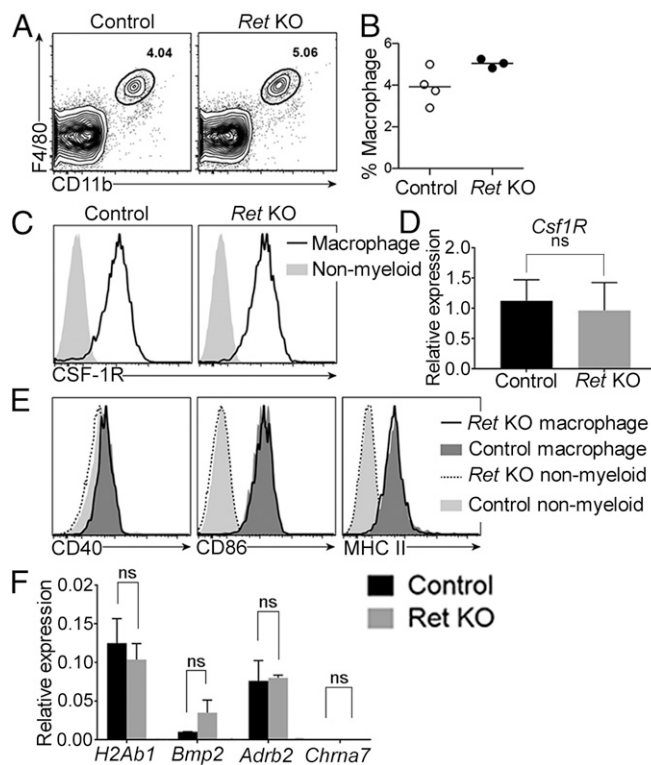 A
Control
Ret KO
4.04
5.06
F4/80
CD11b
B
% Macrophage
6
4
2
0
Control
Ret KO
C
Control
Ret KO
Macrophage
Non-myeloid
CSF-1R
D
Csf1R
ns
Relative expression
2.0
1.5
1.0
0.5
0.0
Control
Ret KO
E
Ret KO macrophage
Control macrophage
Ret KO non-myeloid
Control non-myeloid
CD40
CD86
MHC II
F
Control
Ret KO
Relative expression
0.02
0.15
0.10
0.05
0.00
ns
ns
ns
ns
H2Ab1
Bmp2
Adrb2
Chrna7